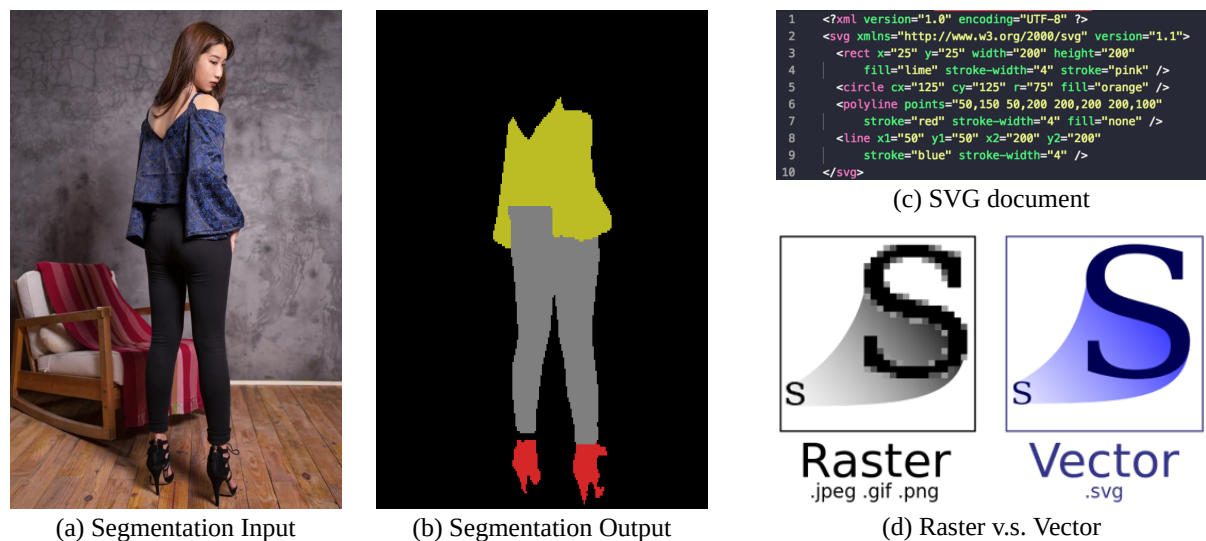 1 <?xml version="1.0" encoding="UTF-8" ?>
2 <svg xmlns="http://www.w3.org/2000/svg" version="1.1">
3 <rect x="25" y="25" width="200" height="200"
4 fill="lime" stroke-width="4" stroke="pink" />
5 <circle cx="125" cy="125" r="75" fill="orange" />
6 <polyline points="50,150 50,200 200,200 200,100"
7 stroke="red" stroke-width="4" fill="none" />
8 <line x1="50" y1="50" x2="200" y2="200"
9 stroke="blue" stroke-width="4" />
10 </svg>
(c) SVG document
S
s
Raster
.jpeg .gif .png
S
s
Vector
.svg
(a) Segmentation Input
(b) Segmentation Output
(d) Raster v.s. Vector